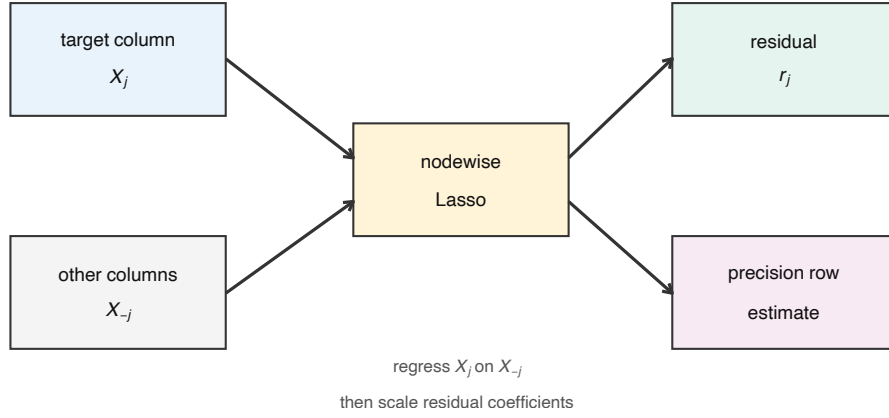 target column
X_j
other columns
X_{−j}
nodewise
Lasso
residual
r_j
precision row
estimate
regress X_j on X_{−j}
then scale residual coefficients